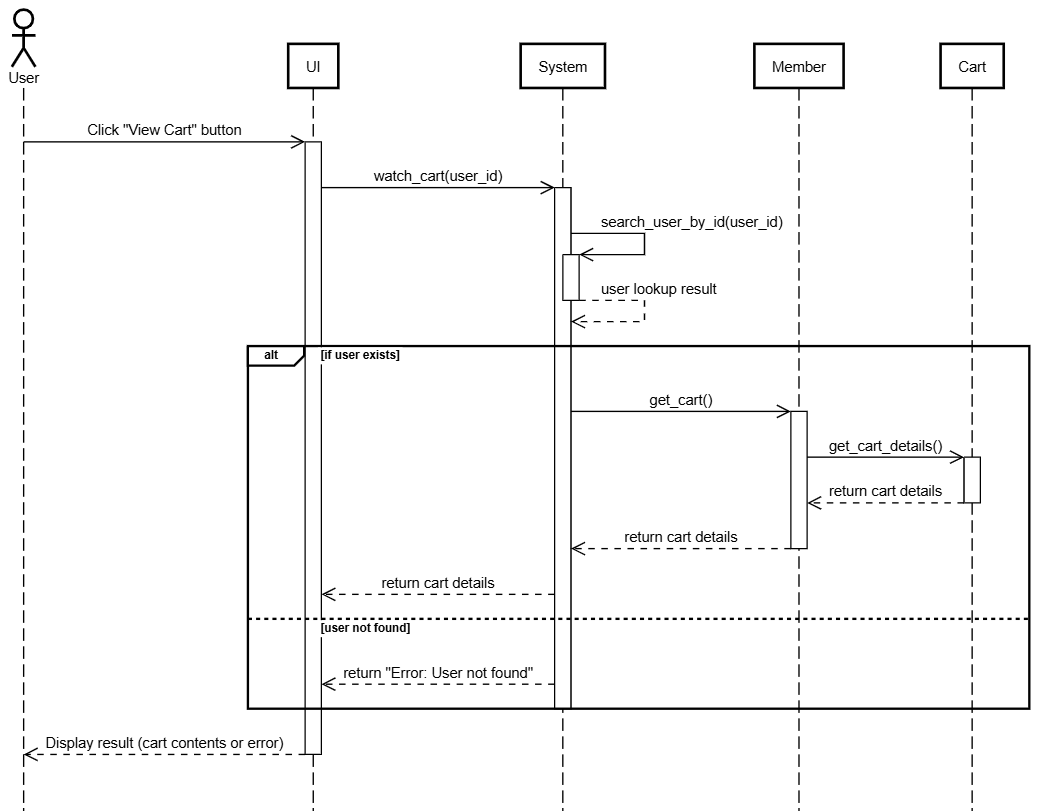 User
UI
System
Member
Cart
Click "View Cart" button
watch_cart(user_id)
search_user_by_id(user_id)
user lookup result
alt
[if user exists]
get_cart()
get_cart_details()
return cart details
return cart details
return cart details
[user not found]
return "Error: User not found"
Display result (cart contents or error)